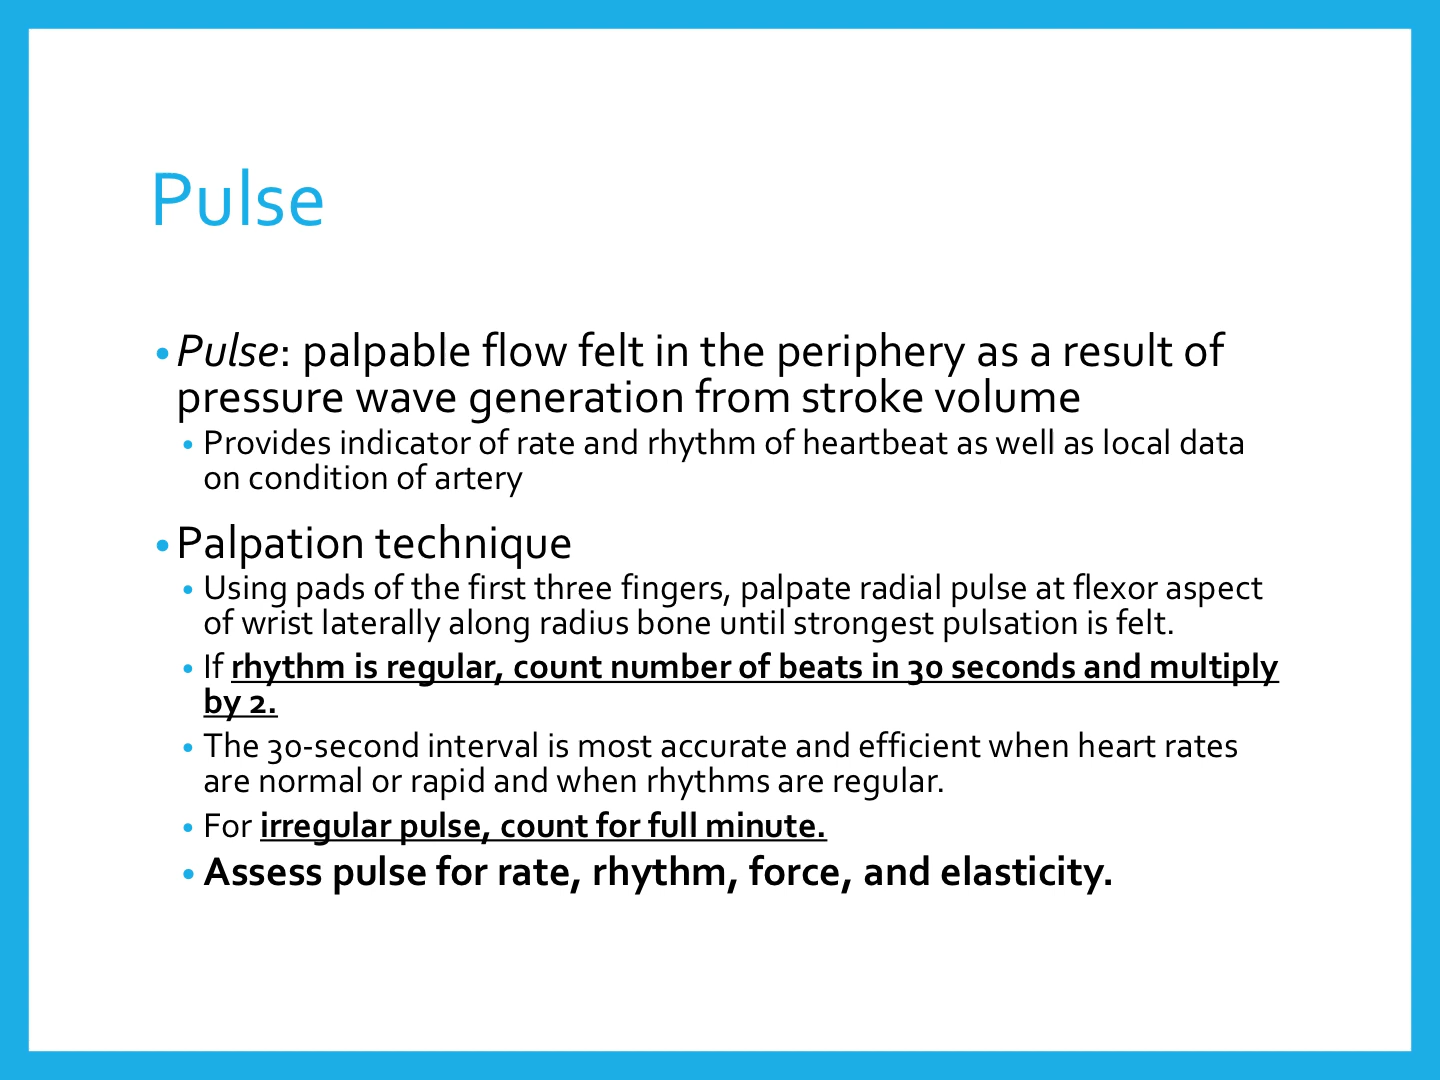 Pulse
• Pulse: palpable flow felt in the periphery as a result of
pressure wave generation from stroke volume
• Provides indicator of rate and rhythm of heartbeat as well as local data
on condition of artery
• Palpation technique
• Using pads of the first three fingers, palpate radial pulse at flexor aspect
of wrist laterally along radius bone until strongest pulsation is felt.
• If rhythm is regular, count number of beats in 30 seconds and multiply
by 2.
• The 30-second interval is most accurate and efficient when heart rates
are normal or rapid and when rhythms are regular.
• For irregular pulse, count for full minute.
• Assess pulse for rate, rhythm, force, and elasticity.